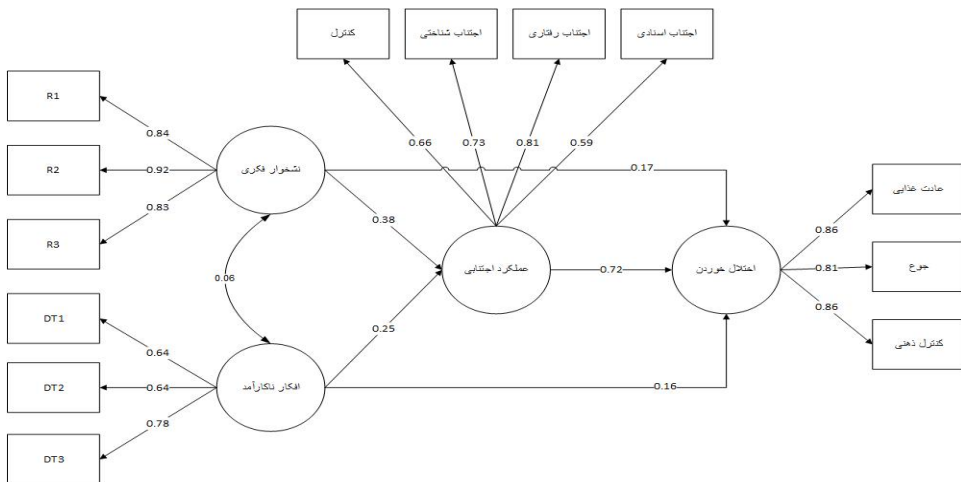 کنترل
اجتناب شناختی
اجتناب رفتاری
اجتناب اسنادی
R1
R2
R3
0.84
0.92
0.83
نشخوار فکری
0.66
0.73
0.81
0.59
0.17
0.38
0.06
0.25
عملکرد اجتنابی
0.72
اختلال خوردن
0.86
0.81
0.86
عادت غذایی
جوع
کنترل ذهنی
DT1
DT2
DT3
0.64
0.64
0.78
افکار ناکارآمد
0.16